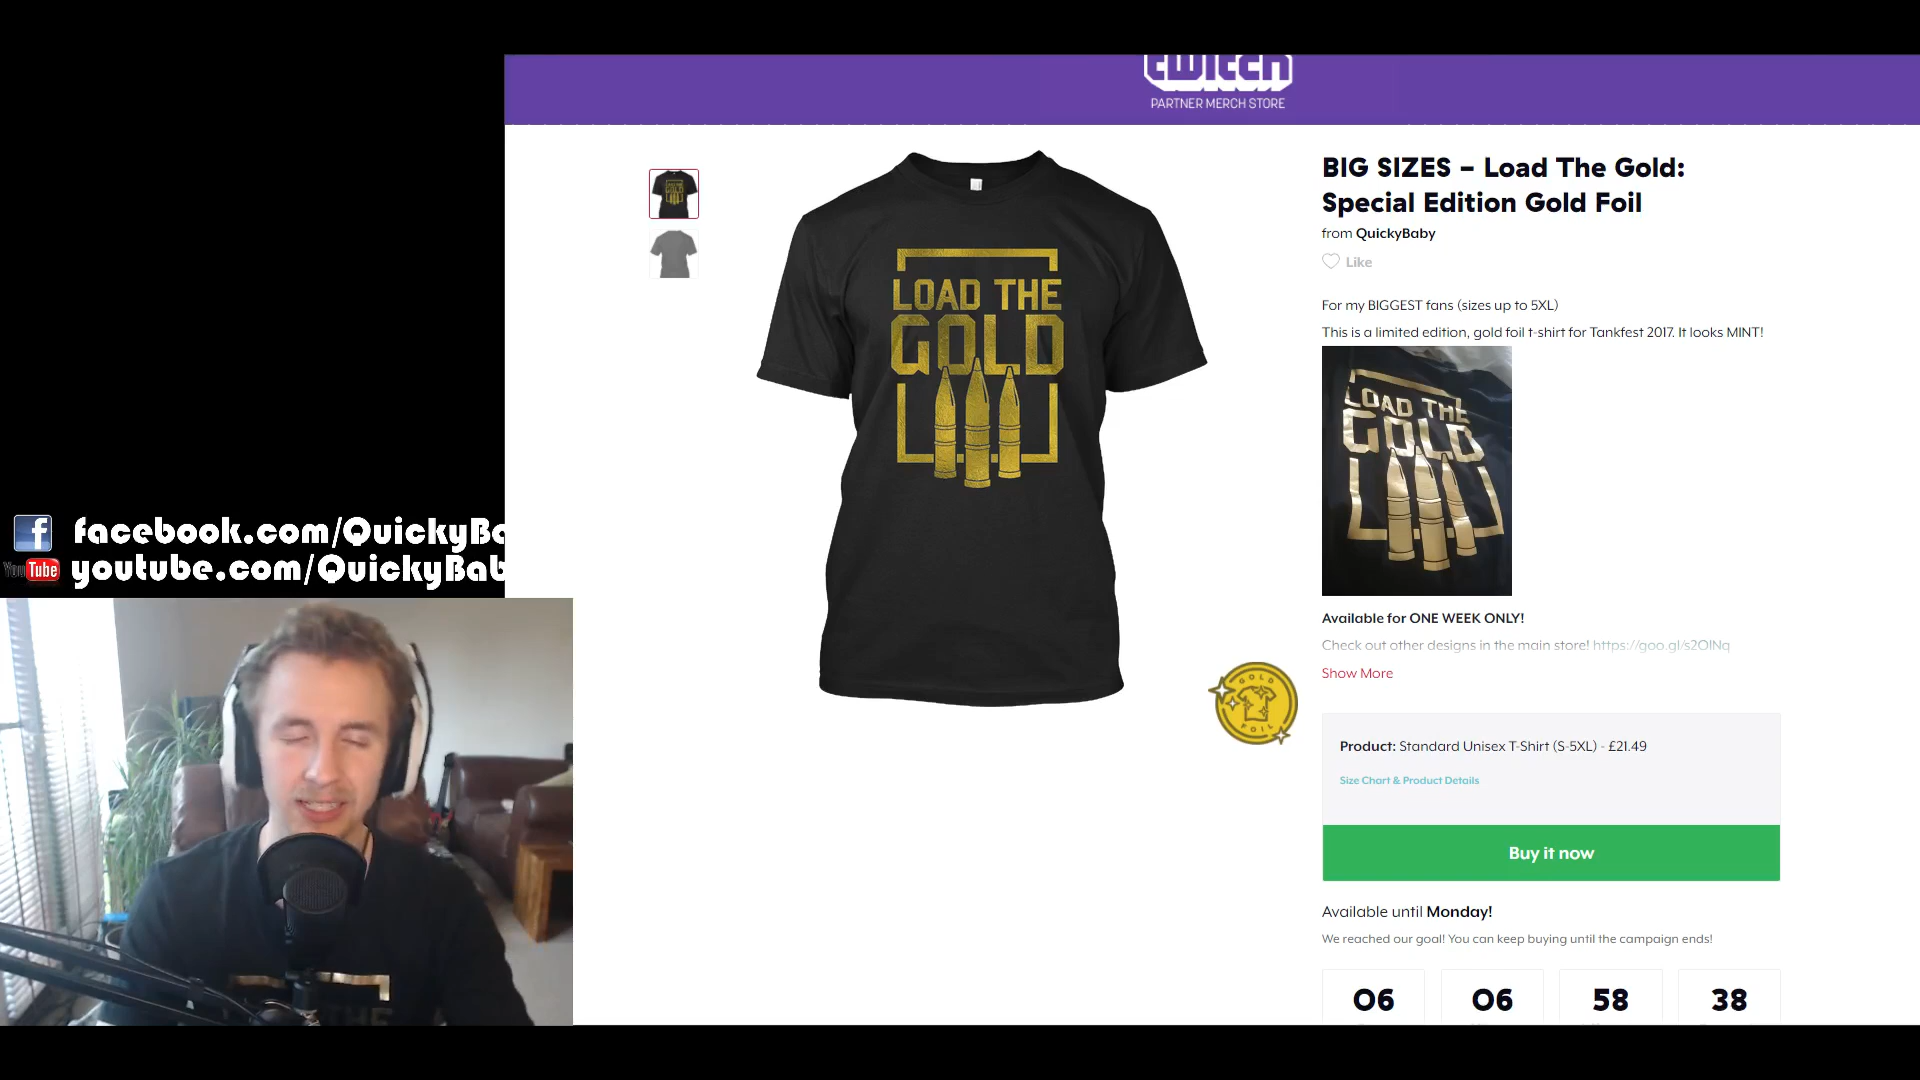 twitch
PARTNER MERCH STORE
BIG SIZES – Load The Gold:
Special Edition Gold Foil
from QuickyBaby
Like
For my BIGGEST fans (sizes up to 5XL)
This is a limited edition, gold foil t-shirt for Tankfest 2017. It looks MINT!
LOAD THE
GOLD
LOAD THE
GOLD
facebook.com/QuickyBa
YouTube youtube.com/QuickyBab
Available for ONE WEEK ONLY!
Check out other designs in the main store! https://goo.gl/s2OlNq
Show More
GOLD
FOIL
Product: Standard Unisex T-Shirt (S-5XL) - £21.49
Size Chart & Product Details
Buy it now
Available until Monday!
We reached our goal! You can keep buying until the campaign ends!
06 06 58 38
THE